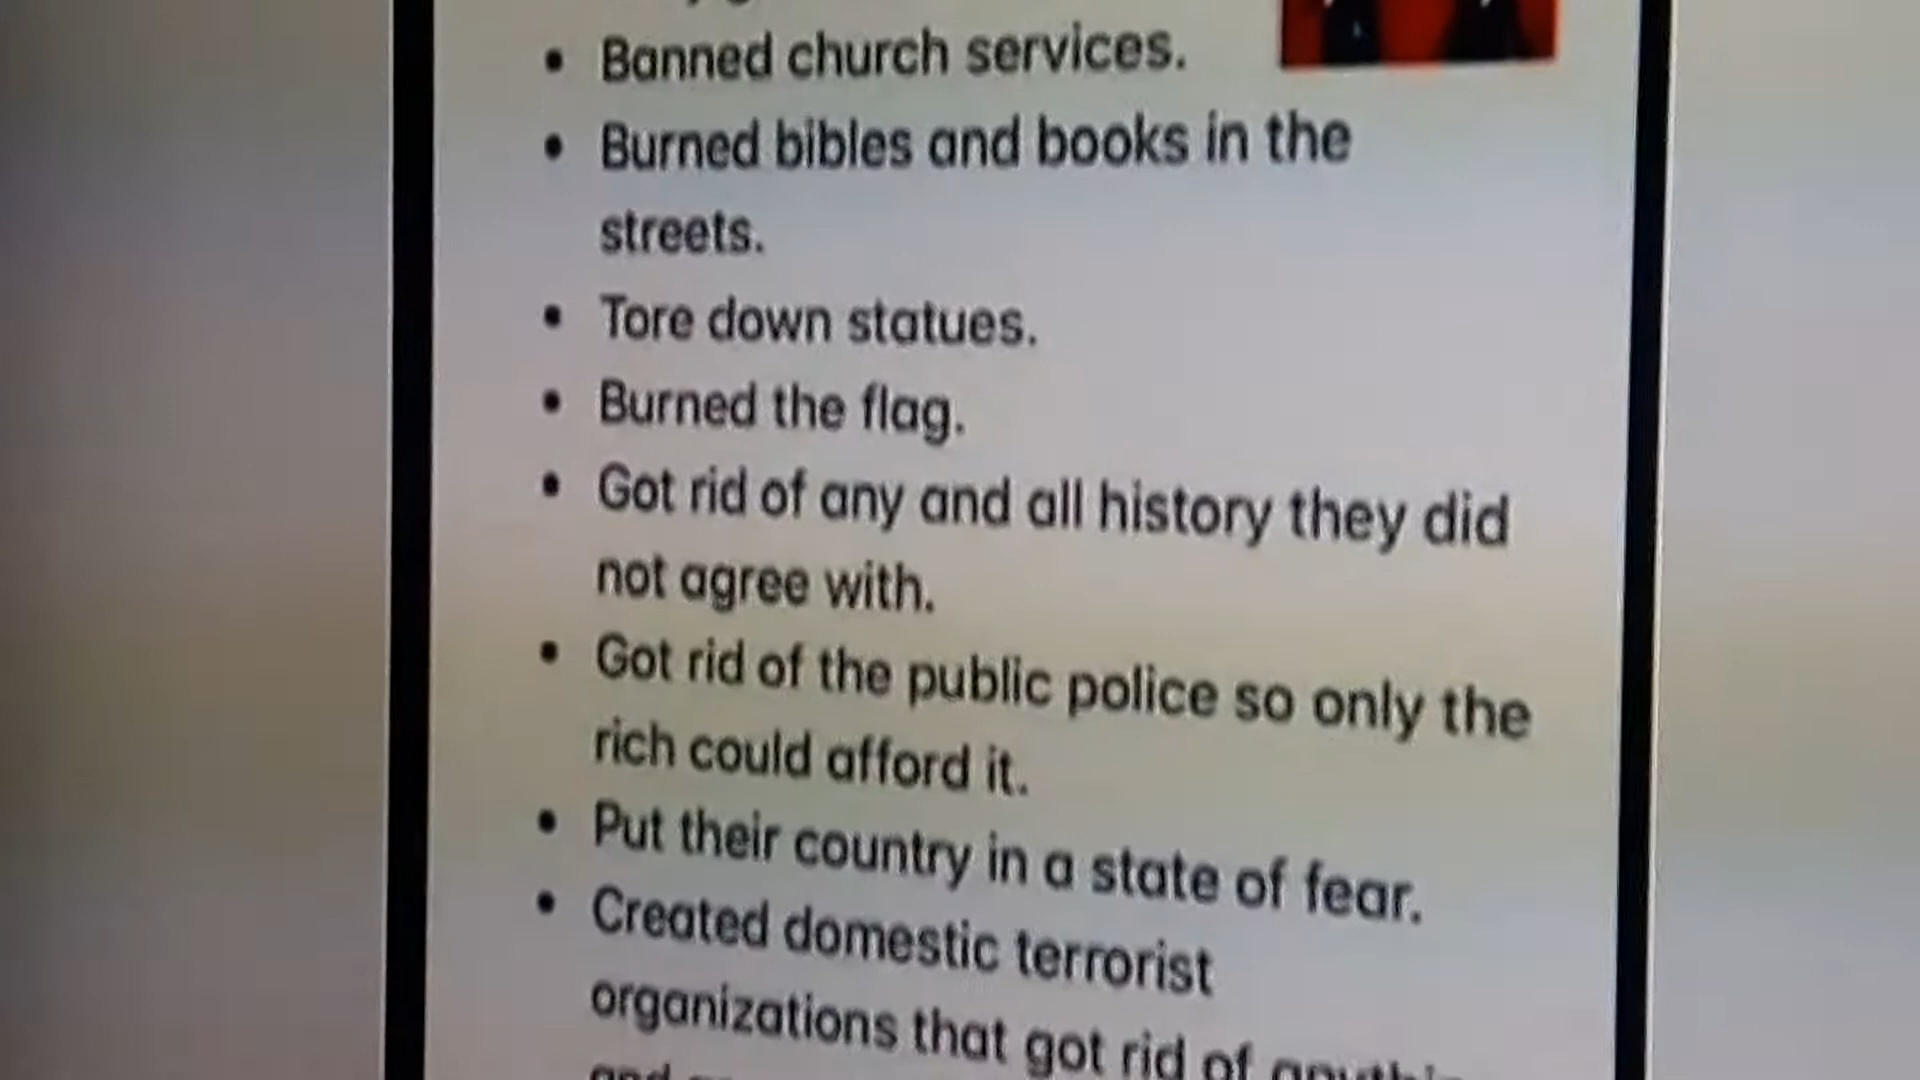 • Banned church services.
• Burned bibles and books in the
streets.
• Tore down statues.
• Burned the flag.
• Got rid of any and all history they did
not agree with.
• Got rid of the public police so only the
rich could afford it.
• Put their country in a state of fear.
• Created domestic terrorist
organizations that got rid of
and